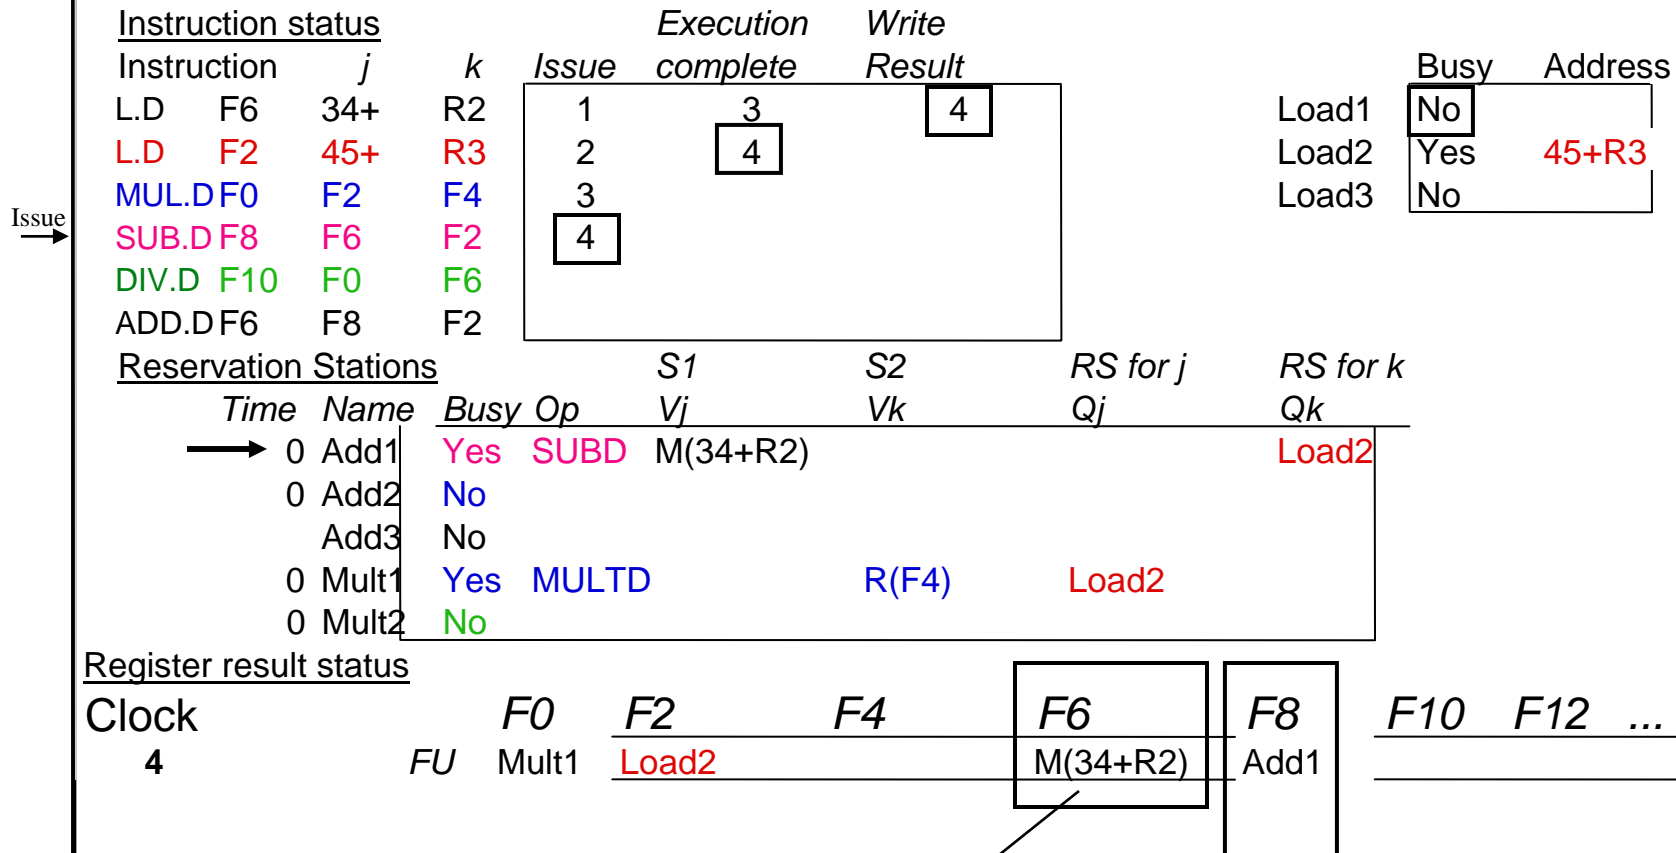 Instruction status Execution Write
Instruction j k Issue complete Result Busy Address
L.D F6 34+ R2 1 3 4 Load1 No
L.D F2 45+ R3 2 4 Load2 Yes 45+R3
MUL.D F0 F2 F4 3 Load3 No
Issue
SUB.D F8 F6 F2 4
DIV.D F10 F0 F6
ADD.D F6 F8 F2
Reservation Stations S1 S2 RS for j RS for k
Time Name Busy Op Vj Vk Qj Qk
0 Add1 Yes SUBD M(34+R2) Load2
0 Add2 No
Add3 No
0 Mult1 Yes MULTD R(F4) Load2
0 Mult2 No
Register result status
Clock F0 F2 F4 F6 F8 F10 F12 ...
4 FU Mult1 Load2 M(34+R2) Add1